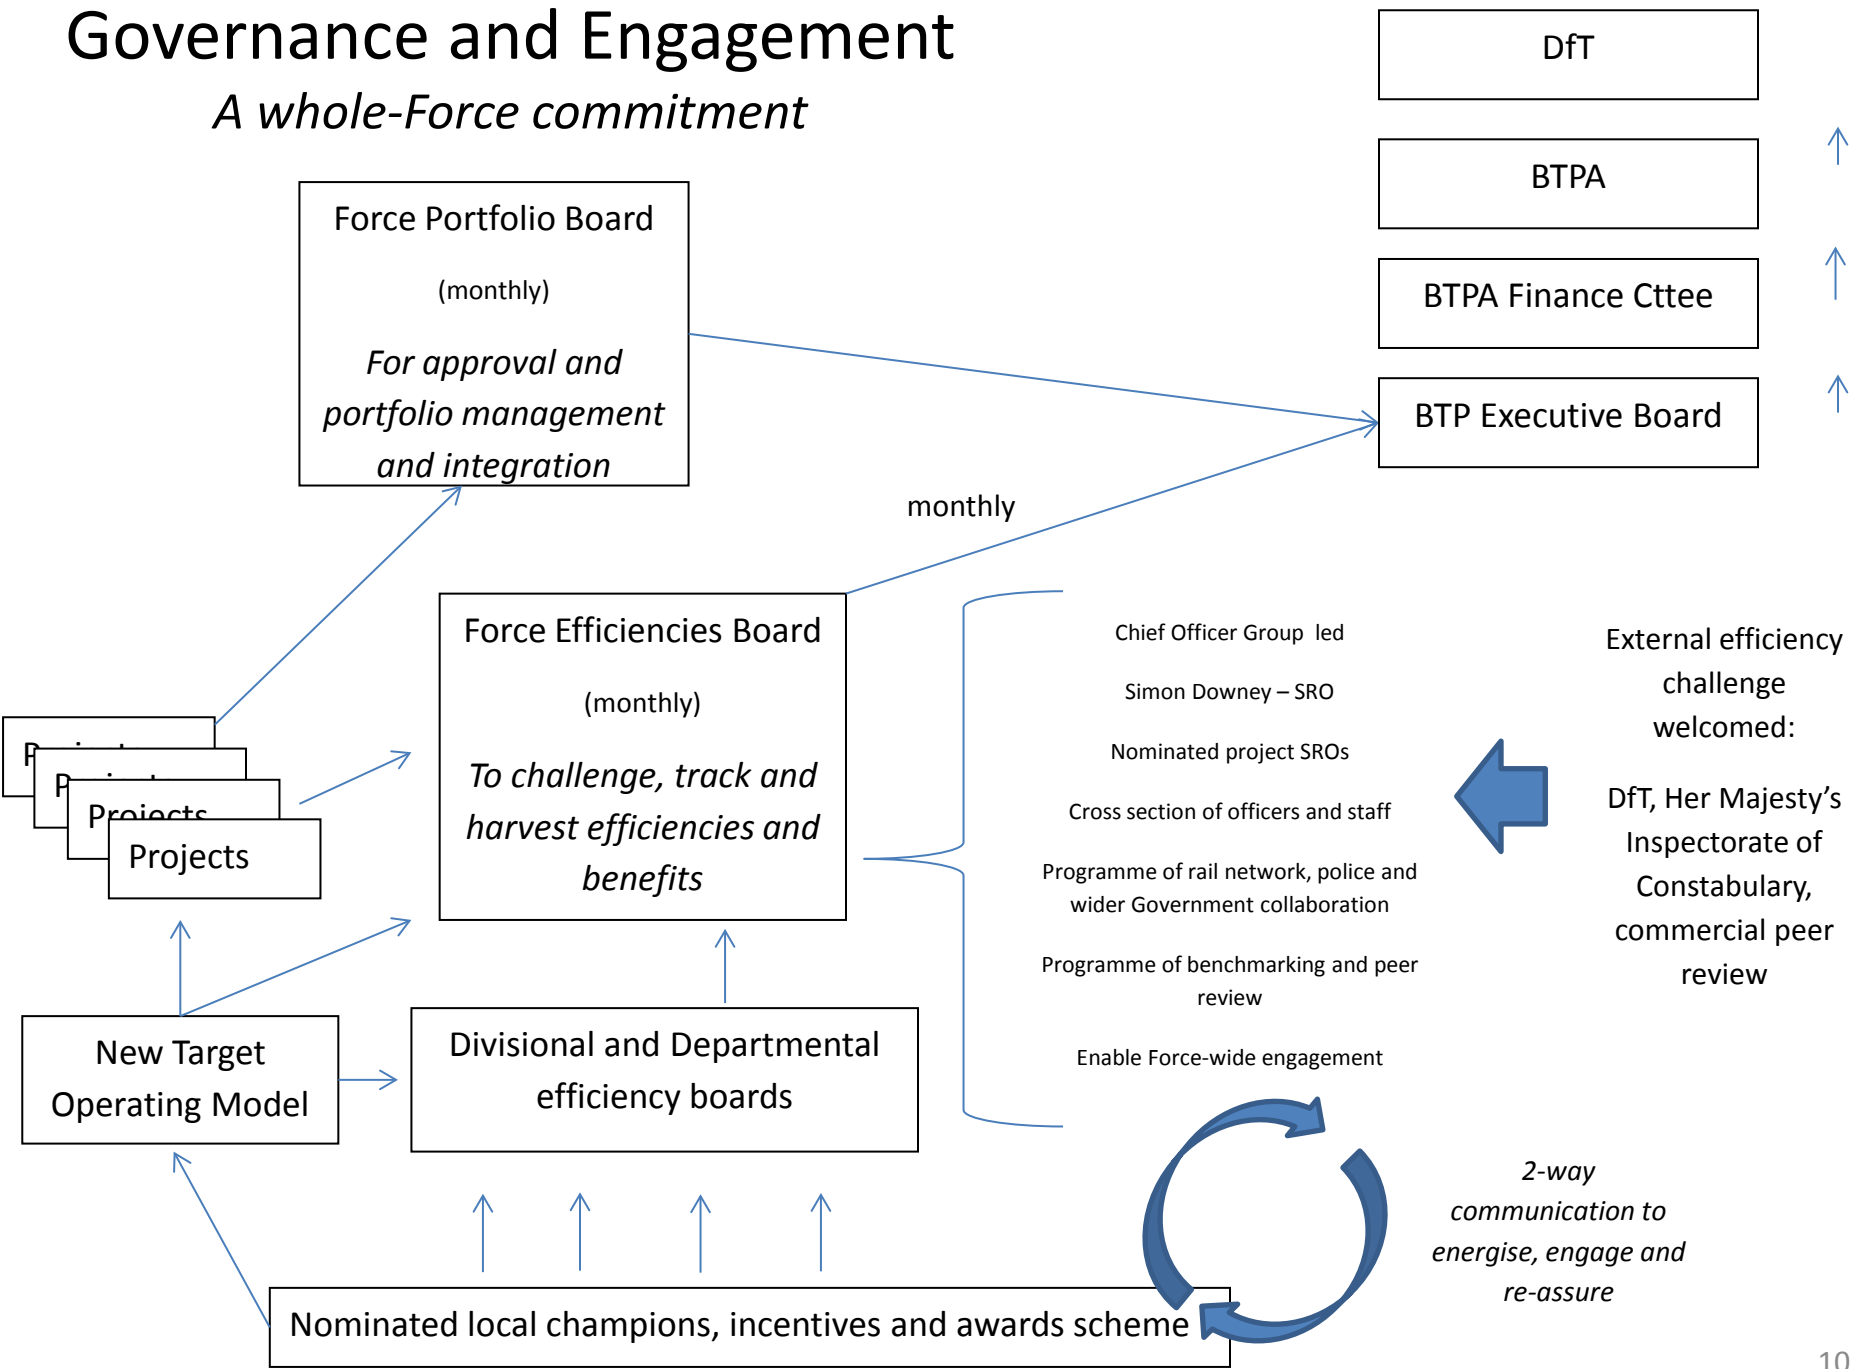 Governance and Engagement
A whole-Force commitment
DfT
BTPA
BTPA Finance Cttee
BTP Executive Board
Force Portfolio Board
(monthly)
For approval and
portfolio management
and integration
monthly
Force Efficiencies Board
(monthly)
To challenge, track and
harvest efficiencies and
benefits
Projects
Projects
Projects
Projects
New Target
Operating Model
Divisional and Departmental
efficiency boards
Nominated local champions, incentives and awards scheme
Chief Officer Group  led
Simon Downey – SRO
Nominated project SROs
Cross section of officers and staff
Programme of rail network, police and
wider Government collaboration
Programme of benchmarking and peer
review
Enable Force-wide engagement
External efficiency
challenge
welcomed:
DfT, Her Majesty’s
Inspectorate of
Constabulary,
commercial peer
review
2-way
communication to
energise, engage and
re-assure
10